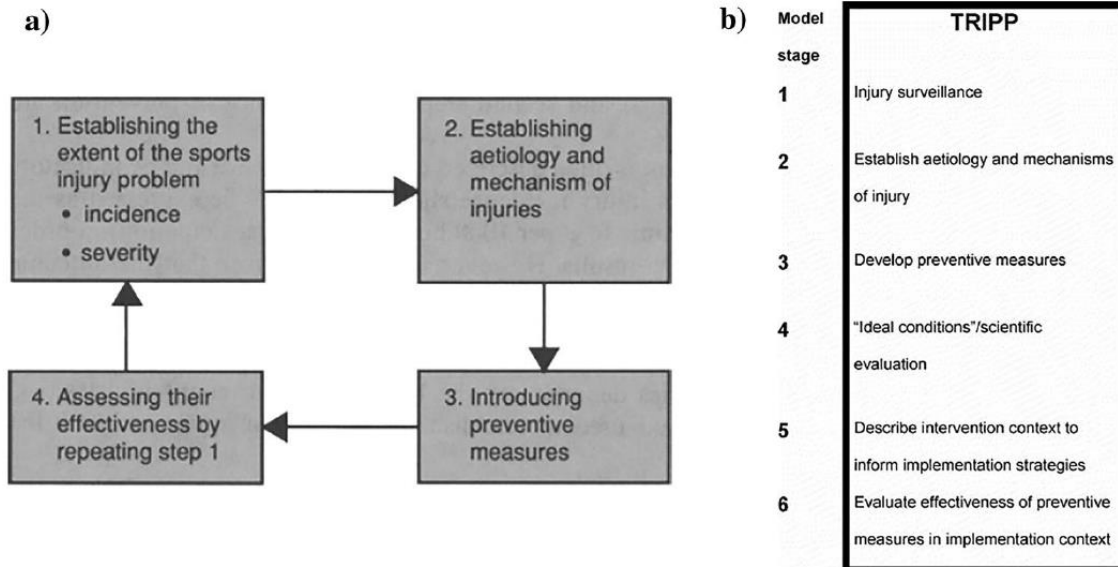 a)
1. Establishing the
extent of the sports
injury problem
• incidence
• severity
2. Establishing
aetiology and
mechanism of
injuries
4. Assessing their
effectiveness by
repeating step 1
3. Introducing
preventive
measures
b)
Model
stage
TRIPP
1 Injury surveillance
2 Establish aetiology and mechanisms
of injury
3 Develop preventive measures
4 "Ideal conditions"/scientific
evaluation
5 Describe intervention context to
inform implementation strategies
6 Evaluate effectiveness of preventive
measures in implementation context